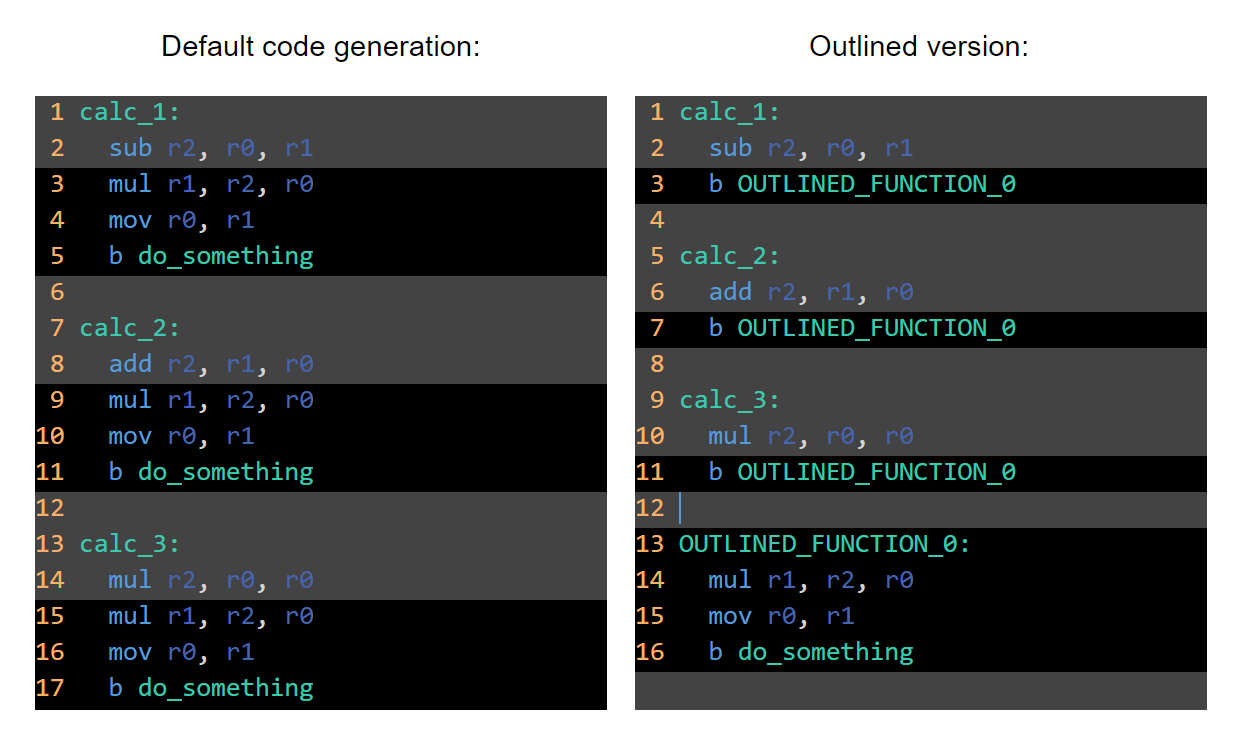 Default code generation:
1 calc_1:
2   sub r2, r0, r1
3   mul r1, r2, r0
4   mov r0, r1
5   b do_something
6
7 calc_2:
8   add r2, r1, r0
9   mul r1, r2, r0
10   mov r0, r1
11   b do_something
12
13 calc_3:
14   mul r2, r0, r0
15   mul r1, r2, r0
16   mov r0, r1
17   b do_something
Outlined version:
1 calc_1:
2   sub r2, r0, r1
3   b OUTLINED_FUNCTION_0
4
5 calc_2:
6   add r2, r1, r0
7   b OUTLINED_FUNCTION_0
8
9 calc_3:
10   mul r2, r0, r0
11   b OUTLINED_FUNCTION_0
12
13 OUTLINED_FUNCTION_0:
14   mul r1, r2, r0
15   mov r0, r1
16   b do_something